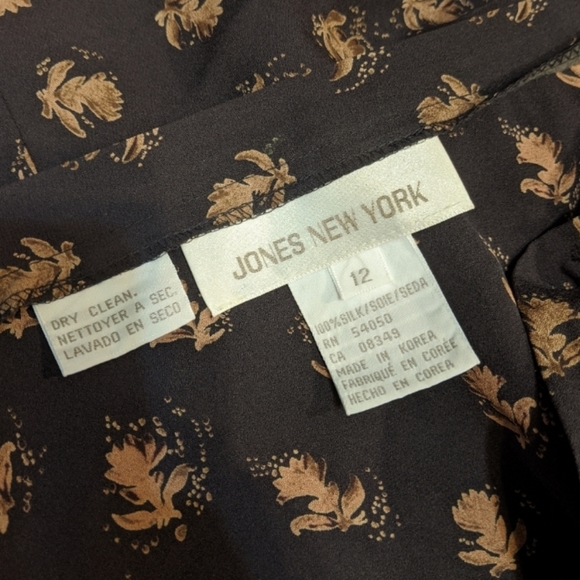 JONES NEW YORK
12
100%SILK/SOIE/SEDA
RN 54050
CA 08349
MADE IN KOREA
FABRIQUÉ EN CORÉE
HECHO EN COREA
DRY CLEAN.
NETTOYER A SEC.
LAVADO EN SECO